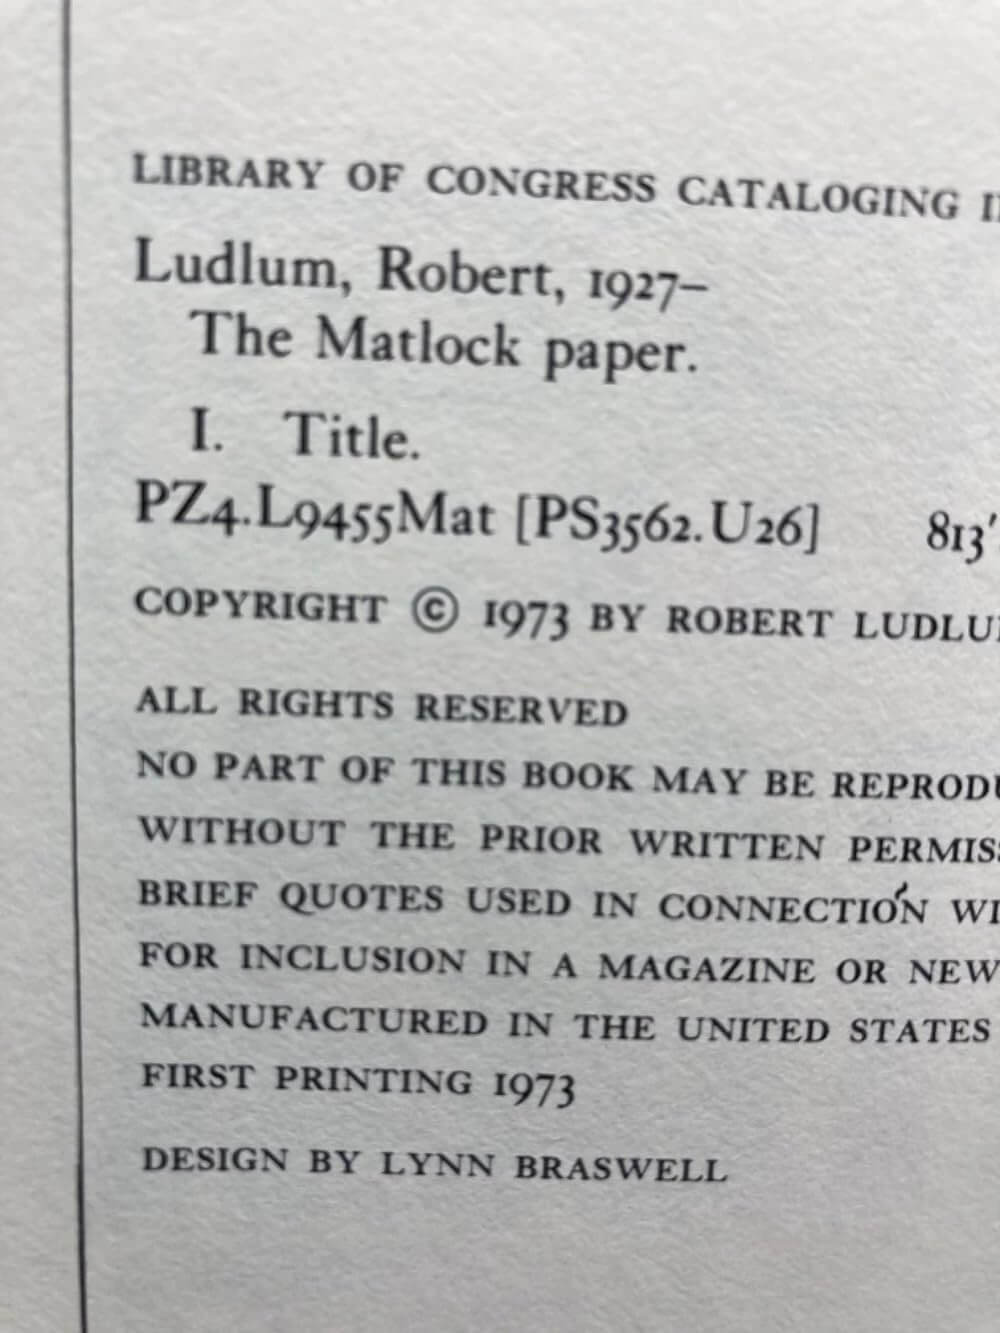 LIBRARY OF CONGRESS CATALOGING
Ludlum, Robert, 1927–
The Matlock paper.
I. Title.
PZ4.L9455Mat [PS3562.U26] 813'
COPYRIGHT © 1973 BY ROBERT
ALL RIGHTS RESERVED
NO PART OF THIS BOOK MAY BE
WITHOUT THE PRIOR WRITTEN
BRIEF QUOTES USED IN CONNECTION
FOR INCLUSION IN A MAGAZINE OR
MANUFACTURED IN THE UNITED STATES
FIRST PRINTING 1973
DESIGN BY LYNN BRASWELL